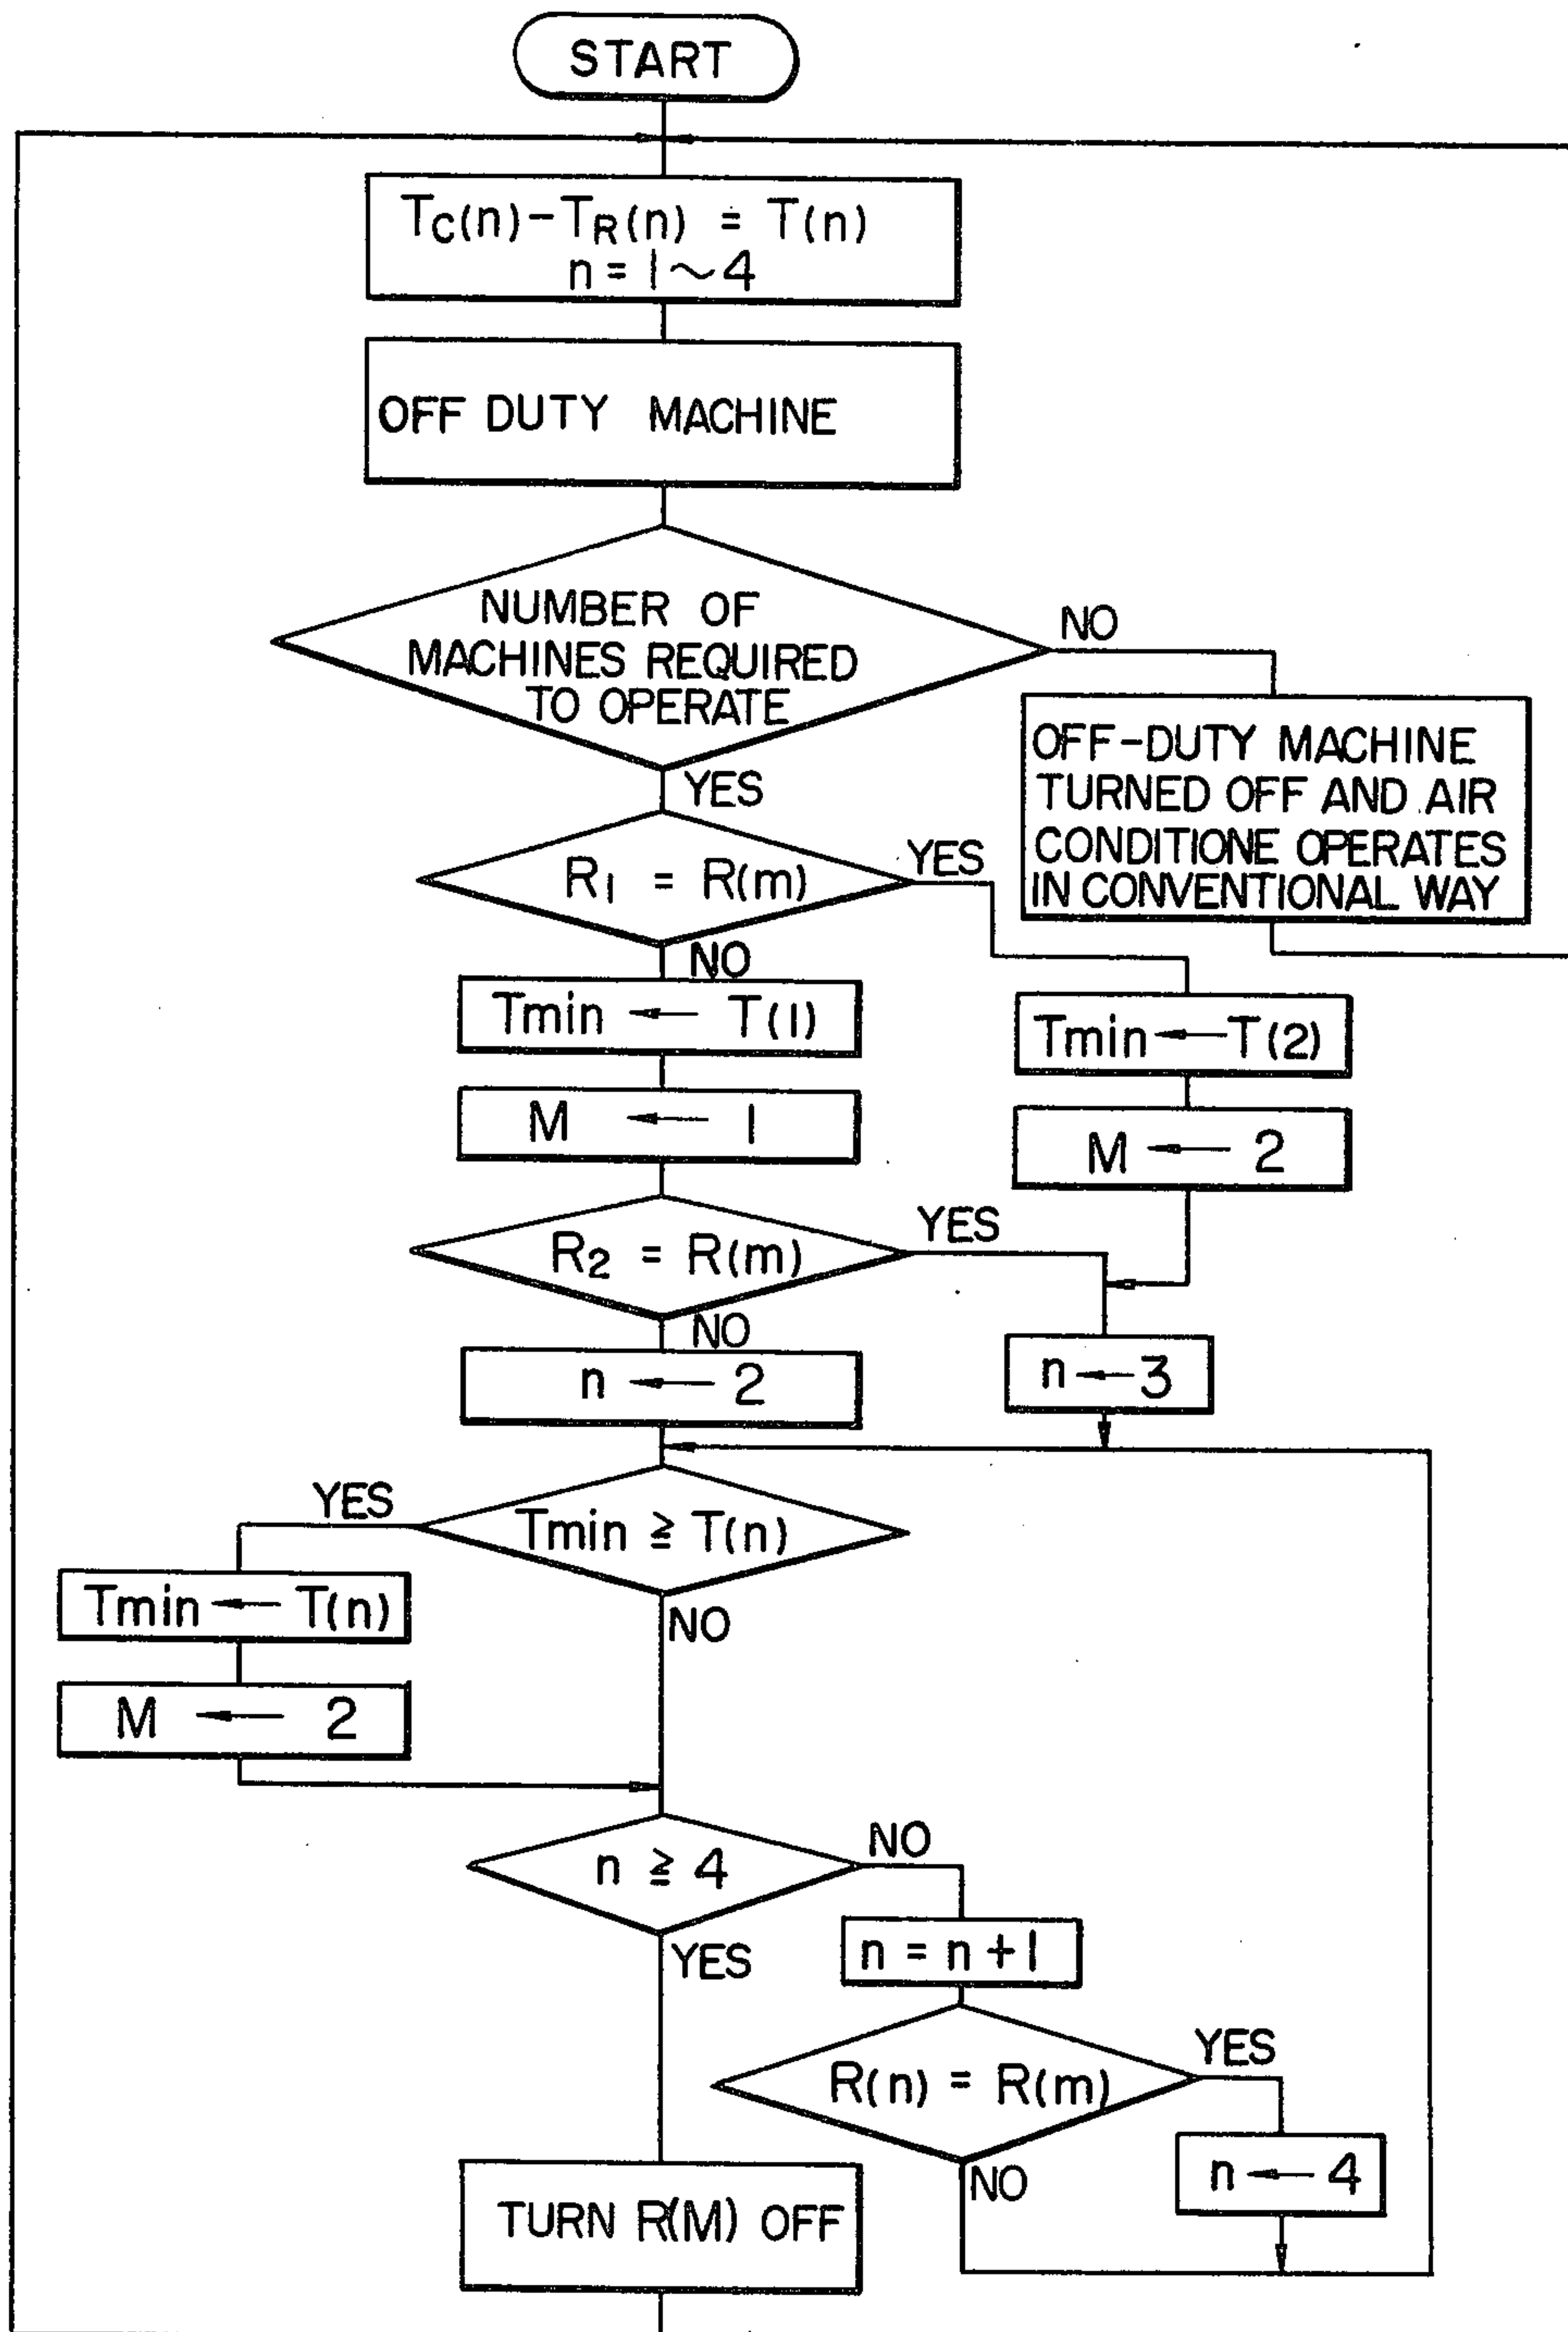 START
Tc(n)-TR(n) = T(n)
n = 1~4
OFF DUTY MACHINE
NUMBER OF
MACHINES REQUIRED
TO OPERATE
NO
YES
OFF-DUTY MACHINE
TURNED OFF AND AIR
CONDITIONE OPERATES
IN CONVENTIONAL WAY
R1 = R(m)
YES
NO
Tmin ← T(1)
Tmin ← T(2)
M ← 1
M ← 2
R2 = R(m)
YES
NO
n ← 2
n ← 3
Tmin ≧ T(n)
YES
NO
Tmin ← T(n)
M ← 2
n ≧ 4
NO
YES
n = n+1
R(n) = R(m)
YES
NO
n ← 4
TURN R(M) OFF